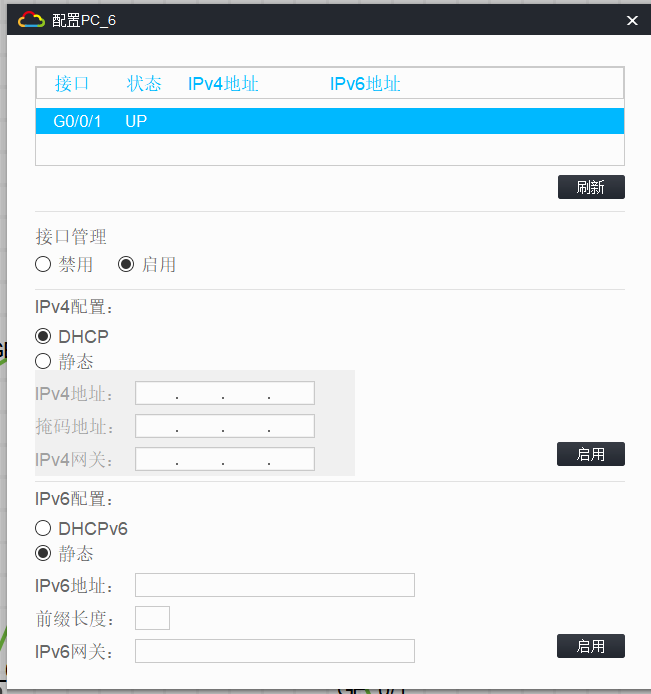 配置PC_6
接口 状态 IPv4地址 IPv6地址
G0/0/1 UP
刷新
接口管理
禁用 启用
IPv4配置：
DHCP
静态
IPv4地址： . . .
掩码地址： . . .
IPv4网关： . . .
启用
IPv6配置：
DHCPv6
静态
IPv6地址：
前缀长度：
IPv6网关：
启用